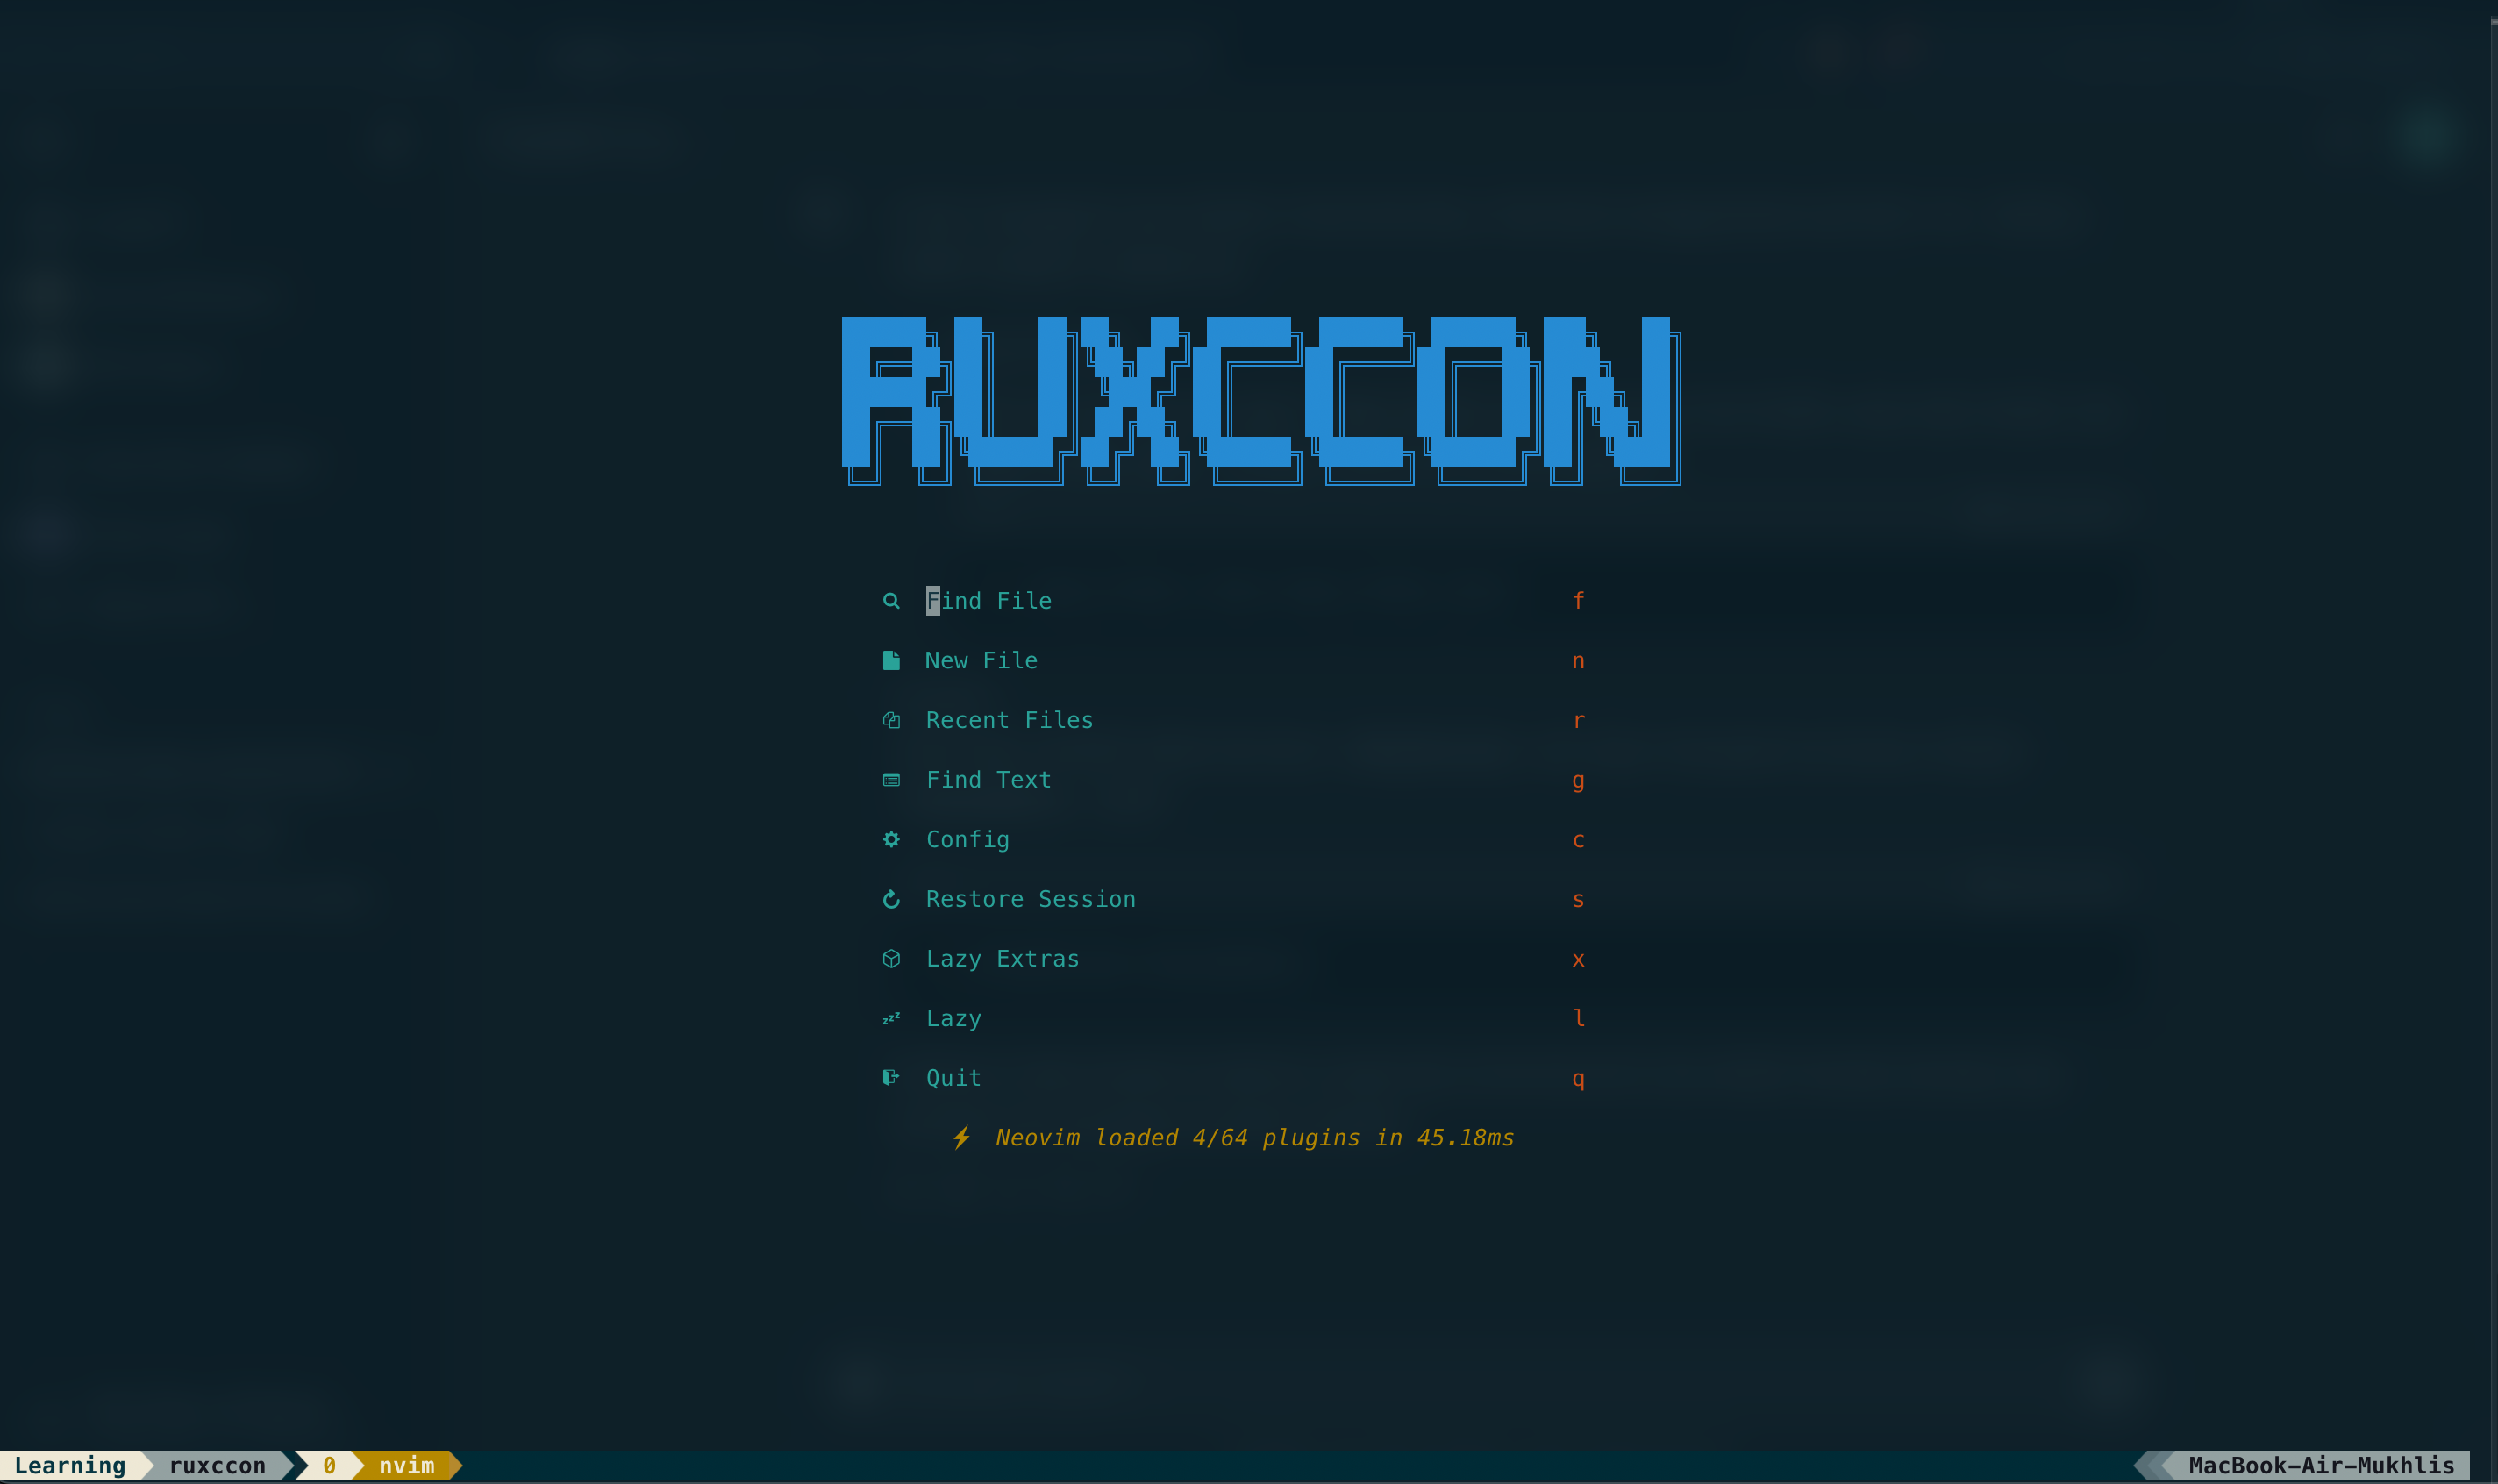 RUXCCON
Find File f
New File n
Recent Files r
Find Text g
Config c
Restore Session s
Lazy Extras x
Lazy l
Quit q
Neovim loaded 4/64 plugins in 45.18ms
Learning ruxccon 0 nvim MacBook-Air-Mukhlis